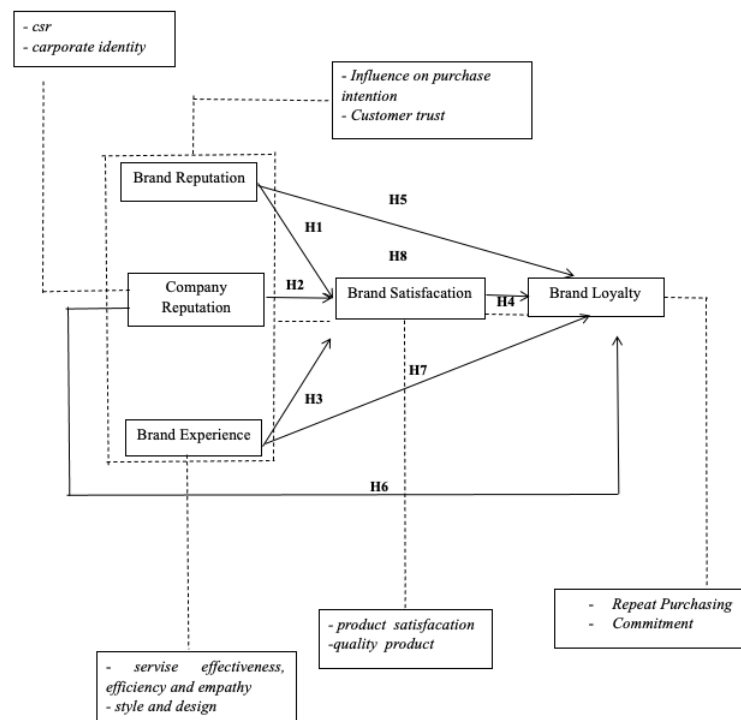 - csr
- carporate identity
- Influence on purchase
intention
- Customer trust
Brand Reputation
H5
H1
H8
Company
Reputation
H2
Brand Satisfacation
H4
Brand Loyalty
H3
H7
Brand Experience
H6
- servise effectiveness,
efficiency and empathy
- style and design
- product satisfacation
-quality product
- Repeat Purchasing
- Commitment